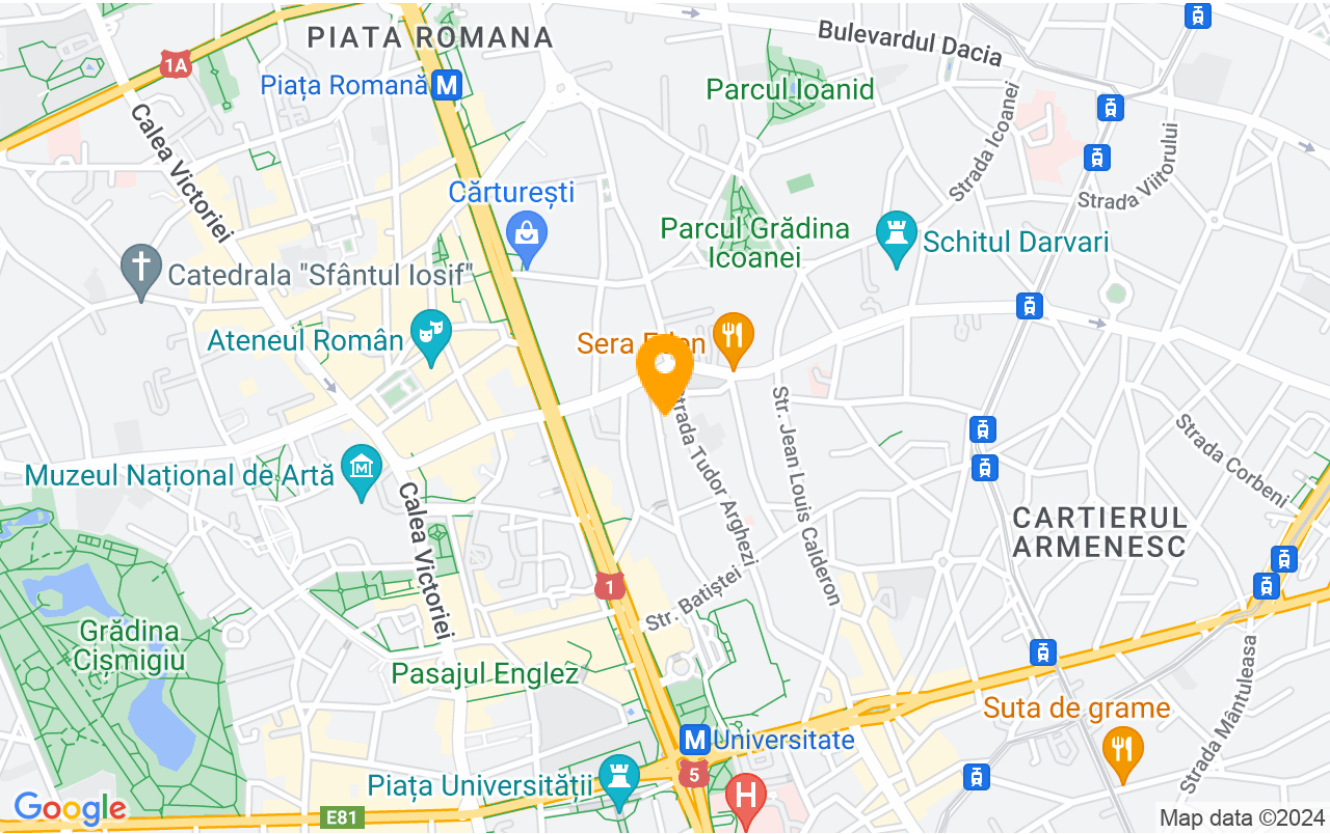 PIATA ROMANA
Bulevardul Dacia
1A
Piața Romană M
Parcul Ioanid
Calea Victoriei
Strada Icoanei
Strada Viitorului
Cărturești
Parcul Grădina
Icoanei
Schitul Darvari
Catedrala "Sfântul Iosif"
Ateneul Român
Sera
Strada Tudor Arghezi
Str. Jean Louis Calderon
Strada Corbeni
Muzeul Național de Artă
Calea Victoriei
CARTIERUL
ARMENESC
1
Str. Batiștei
Grădina
Cișmigiu
Pasajul Englez
Strada Mântuleasa
Suta de grame
M Universitate
5
Piața Universității
H
Google
E81
Map data ©2024